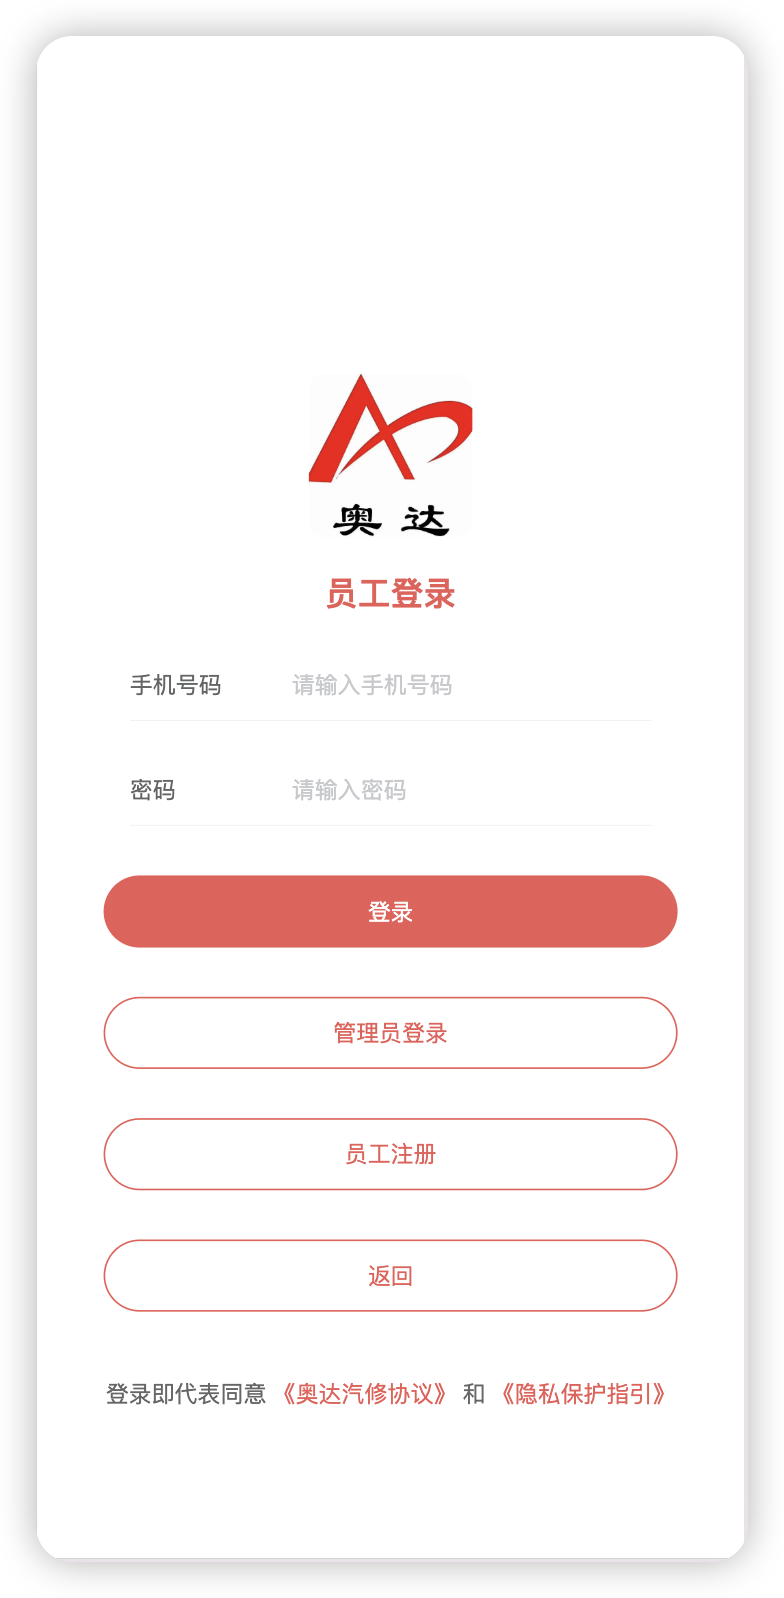 奥达
员工登录
手机号码 请输入手机号码
密码 请输入密码
登录
管理员登录
员工注册
返回
登录即代表同意《奥达汽修协议》和《隐私保护指引》